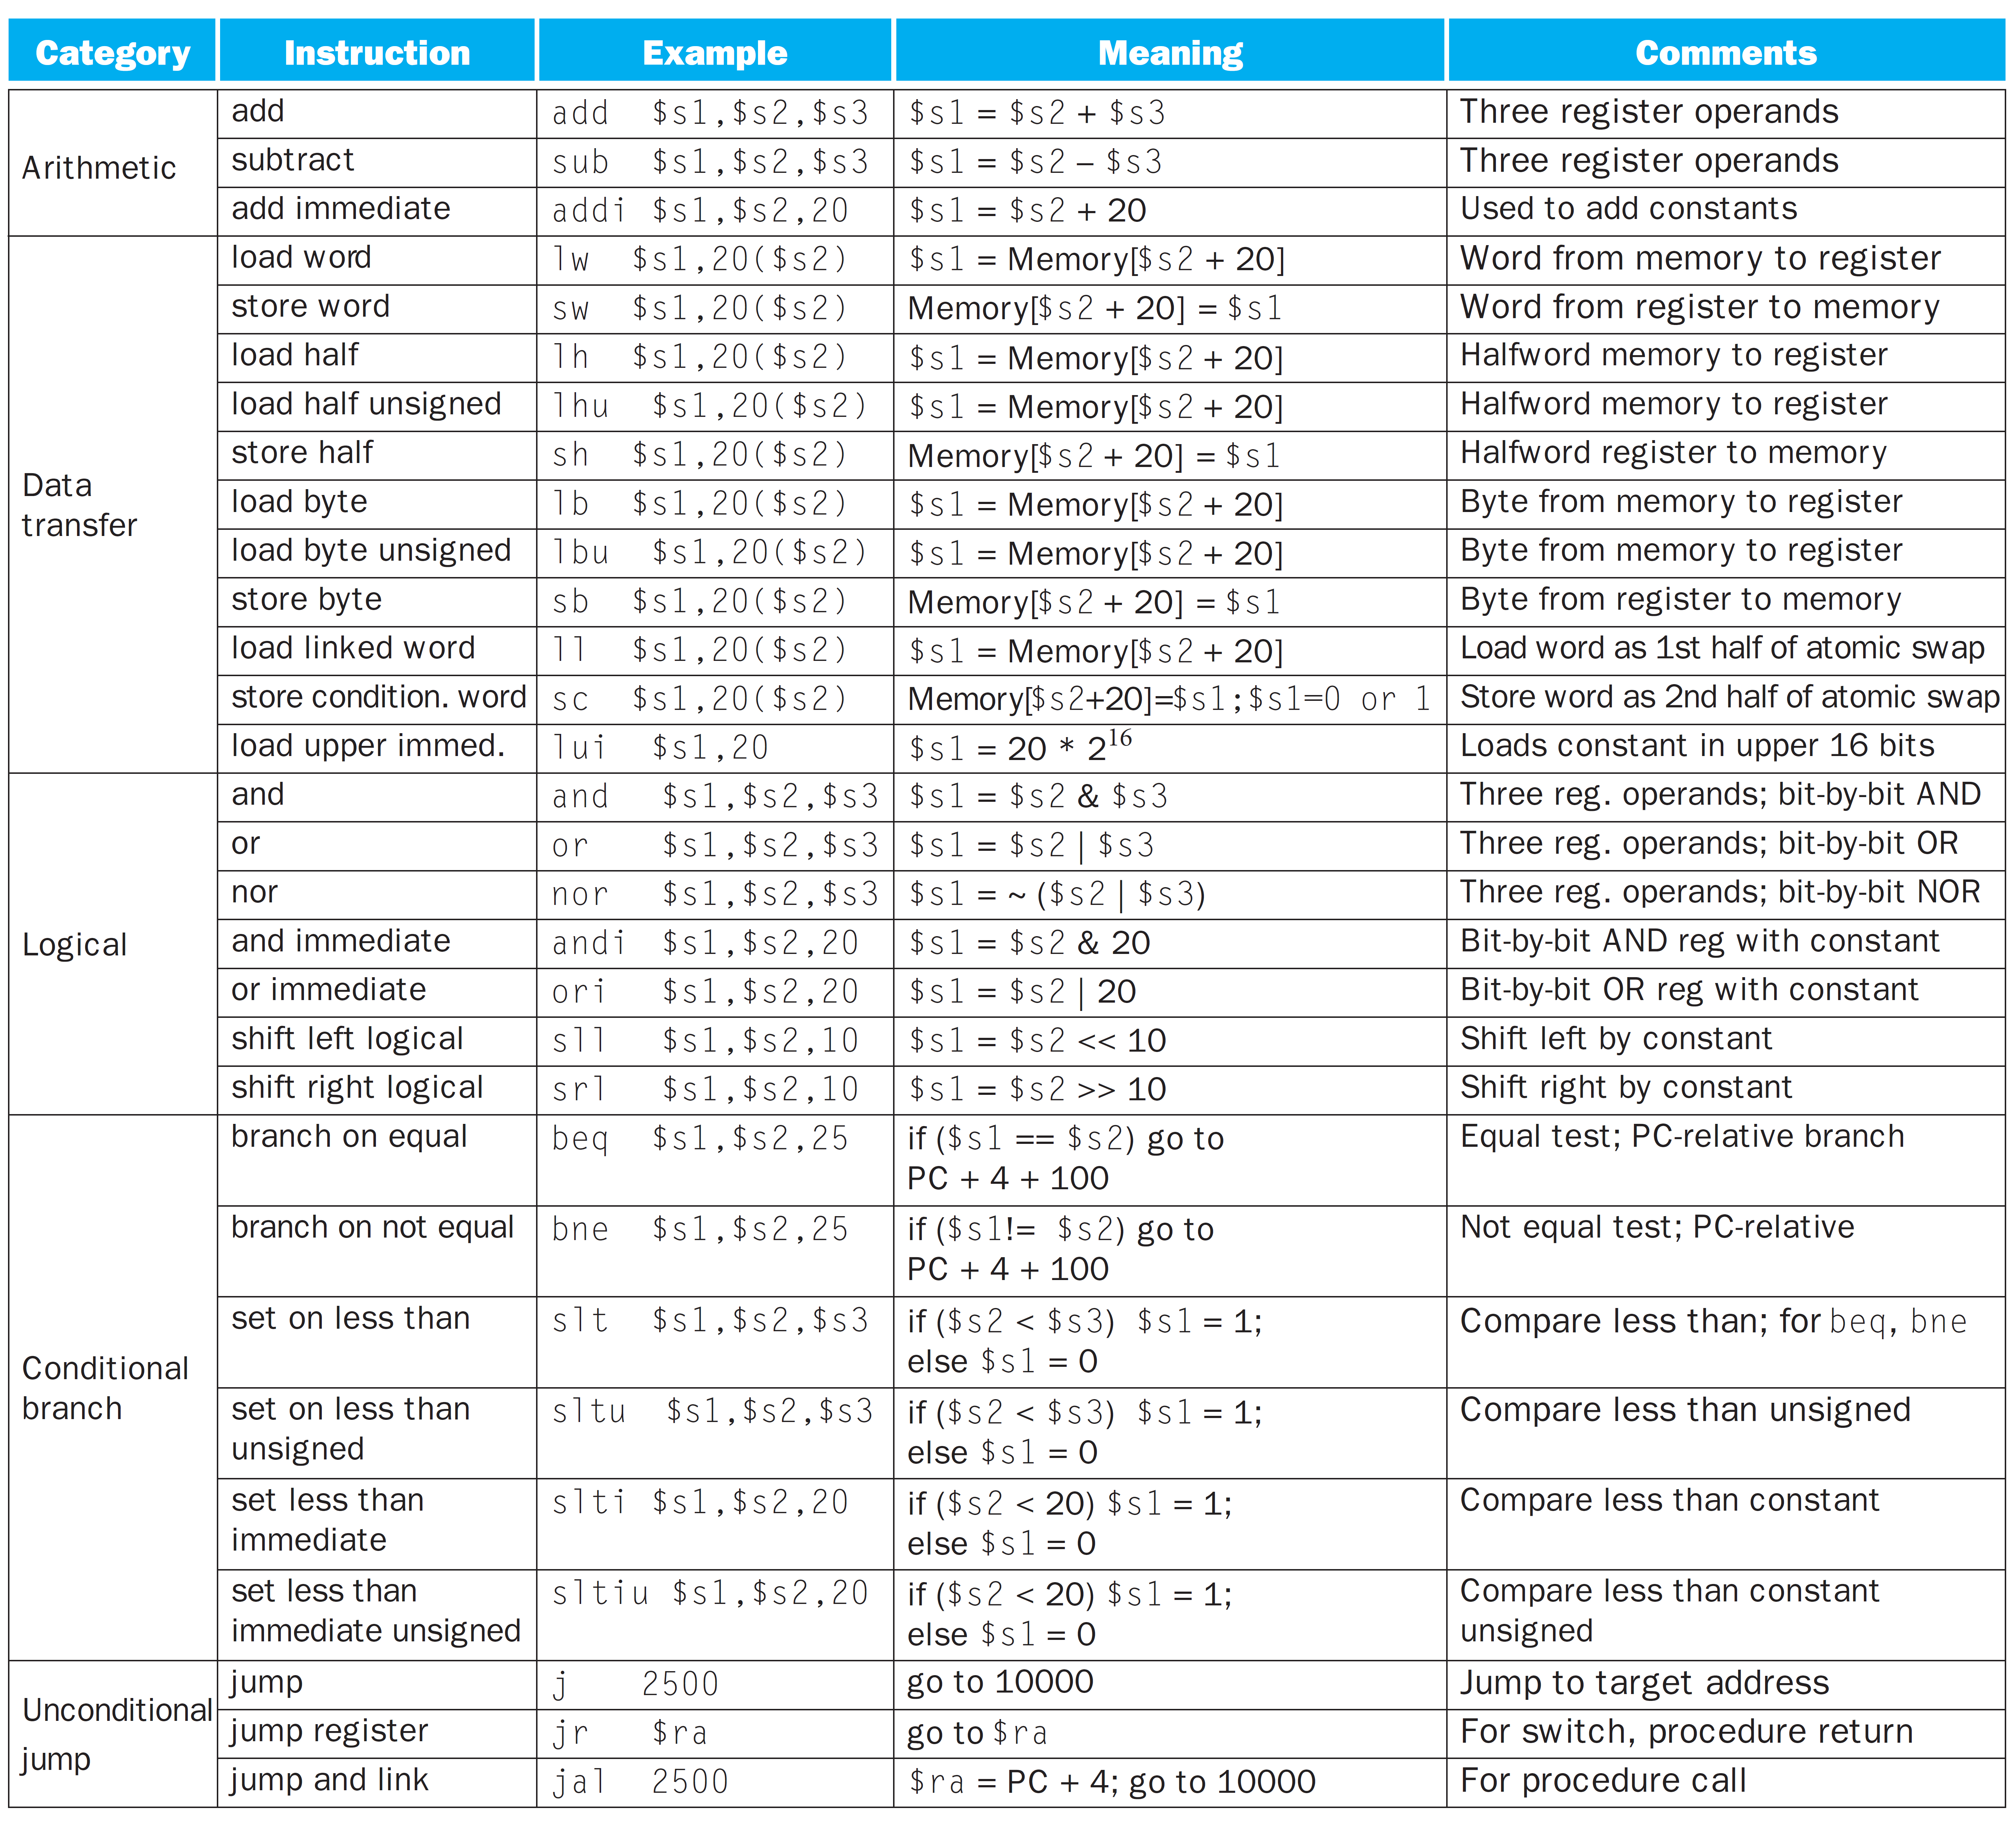 Category Instruction Example Meaning Comments
Arithmetic
add add $s1,$s2,$s3 $s1 = $s2 + $s3 Three register operands
subtract sub $s1,$s2,$s3 $s1 = $s2 – $s3 Three register operands
add immediate addi $s1,$s2,20 $s1 = $s2 + 20 Used to add constants
Data
transfer
load word lw $s1,20($s2) $s1 = Memory[$s2 + 20] Word from memory to register
store word sw $s1,20($s2) Memory[$s2 + 20] = $s1 Word from register to memory
load half lh $s1,20($s2) $s1 = Memory[$s2 + 20] Halfword memory to register
load half unsigned lhu $s1,20($s2) $s1 = Memory[$s2 + 20] Halfword memory to register
store half sh $s1,20($s2) Memory[$s2 + 20] = $s1 Halfword register to memory
load byte lb $s1,20($s2) $s1 = Memory[$s2 + 20] Byte from memory to register
load byte unsigned lbu $s1,20($s2) $s1 = Memory[$s2 + 20] Byte from memory to register
store byte sb $s1,20($s2) Memory[$s2 + 20] = $s1 Byte from register to memory
load linked word ll $s1,20($s2) $s1 = Memory[$s2 + 20] Load word as 1st half of atomic swap
store condition. word sc $s1,20($s2) Memory[$s2+20]=$s1;$s1=0 or 1 Store word as 2nd half of atomic swap
load upper immed. lui $s1,20 $s1 = 20 * 2¹⁶ Loads constant in upper 16 bits
Logical
and and $s1,$s2,$s3 $s1 = $s2 & $s3 Three reg. operands; bit-by-bit AND
or or $s1,$s2,$s3 $s1 = $s2 | $s3 Three reg. operands; bit-by-bit OR
nor nor $s1,$s2,$s3 $s1 = ~ ($s2 | $s3) Three reg. operands; bit-by-bit NOR
and immediate andi $s1,$s2,20 $s1 = $s2 & 20 Bit-by-bit AND reg with constant
or immediate ori $s1,$s2,20 $s1 = $s2 | 20 Bit-by-bit OR reg with constant
shift left logical sll $s1,$s2,10 $s1 = $s2 << 10 Shift left by constant
shift right logical srl $s1,$s2,10 $s1 = $s2 >> 10 Shift right by constant
Conditional
branch
branch on equal beq $s1,$s2,25 if ($s1 == $s2) go to Equal test; PC-relative branch
PC + 4 + 100
branch on not equal bne $s1,$s2,25 if ($s1!= $s2) go to Not equal test; PC-relative
PC + 4 + 100
set on less than slt $s1,$s2,$s3 if ($s2 < $s3) $s1 = 1; Compare less than; for beq, bne
else $s1 = 0
set on less than sltu $s1,$s2,$s3 if ($s2 < $s3) $s1 = 1; Compare less than unsigned
unsigned else $s1 = 0
set less than slti $s1,$s2,20 if ($s2 < 20) $s1 = 1; Compare less than constant
immediate else $s1 = 0
set less than sltiu $s1,$s2,20 if ($s2 < 20) $s1 = 1; Compare less than constant
immediate unsigned else $s1 = 0 unsigned
Unconditional
jump
jump j 2500 go to 10000 Jump to target address
jump register jr $ra go to $ra For switch, procedure return
jump and link jal 2500 $ra = PC + 4; go to 10000 For procedure call